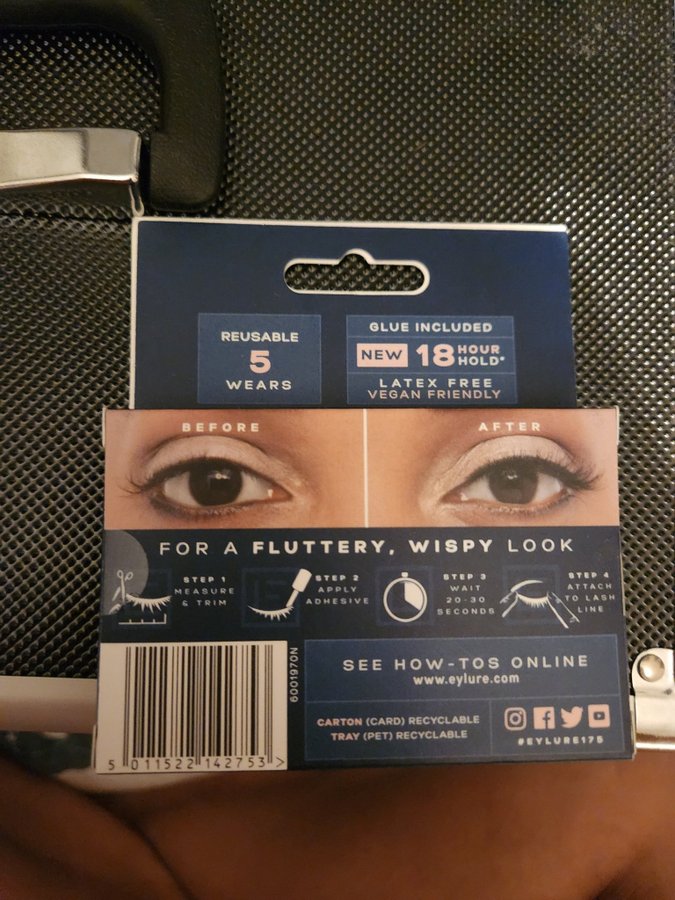 REUSABLE
5
WEARS
GLUE INCLUDED
NEW 18 HOUR HOLD*
LATEX FREE
VEGAN FRIENDLY
BEFORE
AFTER
FOR A FLUTTERY, WISPY LOOK
STEP 1
MEASURE
& TRIM
STEP 2
APPLY
ADHESIVE
STEP 3
WAIT
20-30
SECONDS
STEP 4
ATTACH
TO LASH
LINE
6001970N
5 011522 142753 >
SEE HOW-TOS ONLINE
www.eylure.com
CARTON (CARD) RECYCLABLE
TRAY (PET) RECYCLABLE
#EYLURE175